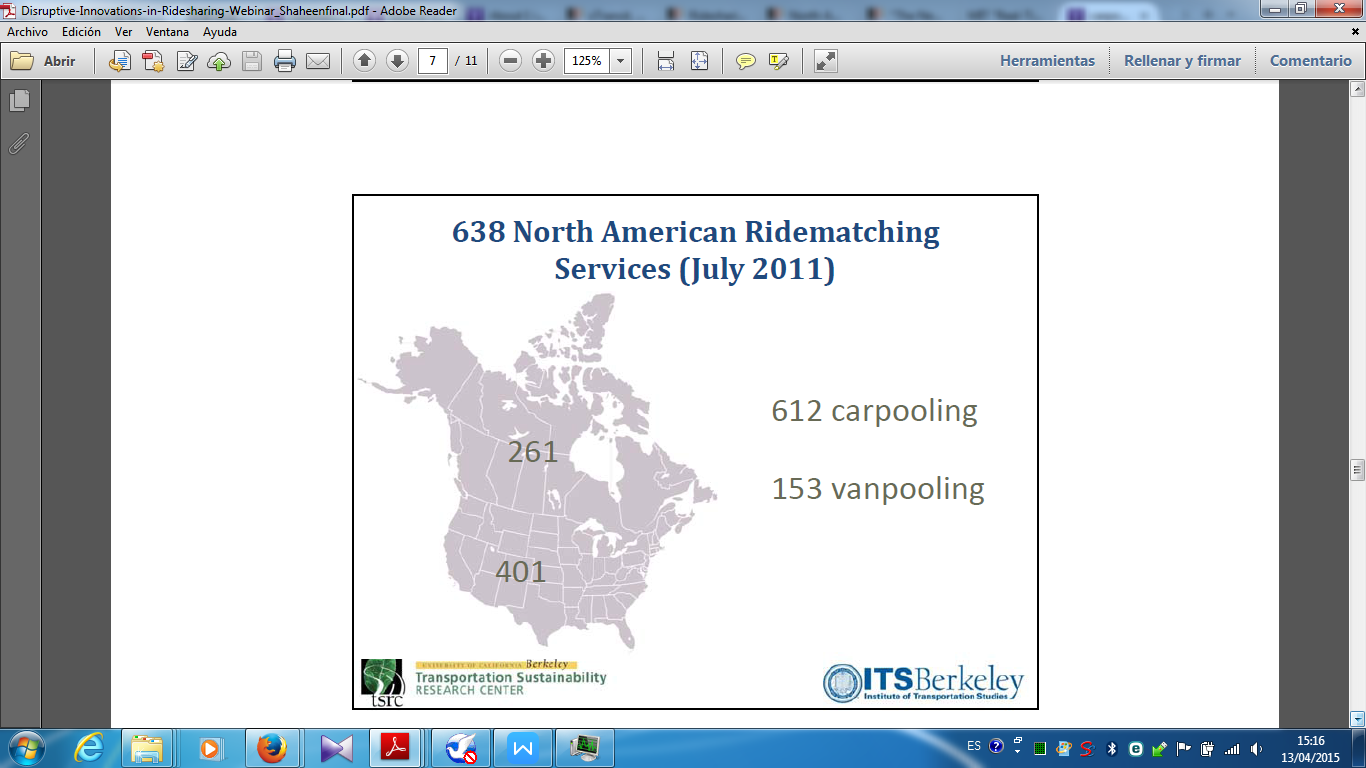 Disruptive-Innovations-in-Ridesharing-Webinar_Shaheenfinal.pdf - Adobe Reader
Archivo Edición Ver Ventana Ayuda
Abrir 7 / 11 125% Herramientas Rellenar y firmar Comentario
638 North American Ridematching
Services (July 2011)
612 carpooling
261
153 vanpooling
401
UNIVERSITY OF CALIFORNIA Berkeley
Transportation Sustainability
RESEARCH CENTER
tsrc
ITSBerkeley
Institute of Transportation Studies
ES
15:16
13/04/2015